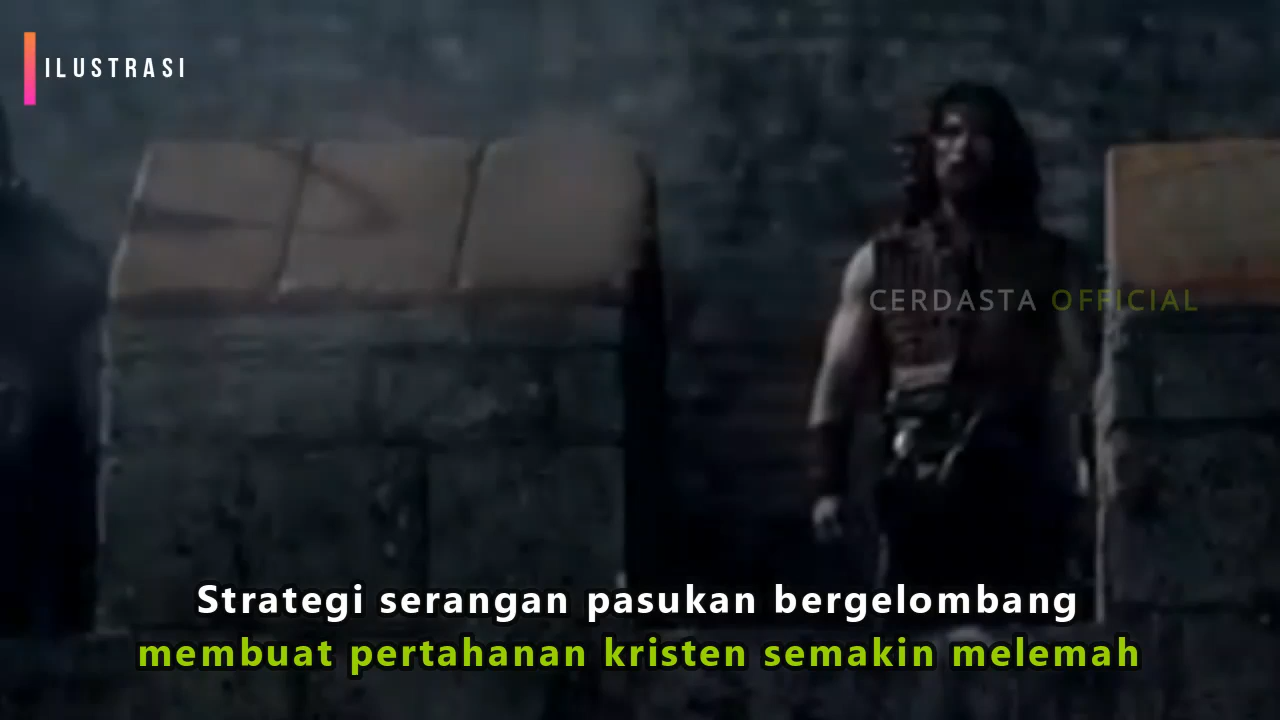 ILUSTRASI
CERDASTA OFFICIAL
Strategi serangan pasukan bergelombang
membuat pertahanan kristen semakin melemah